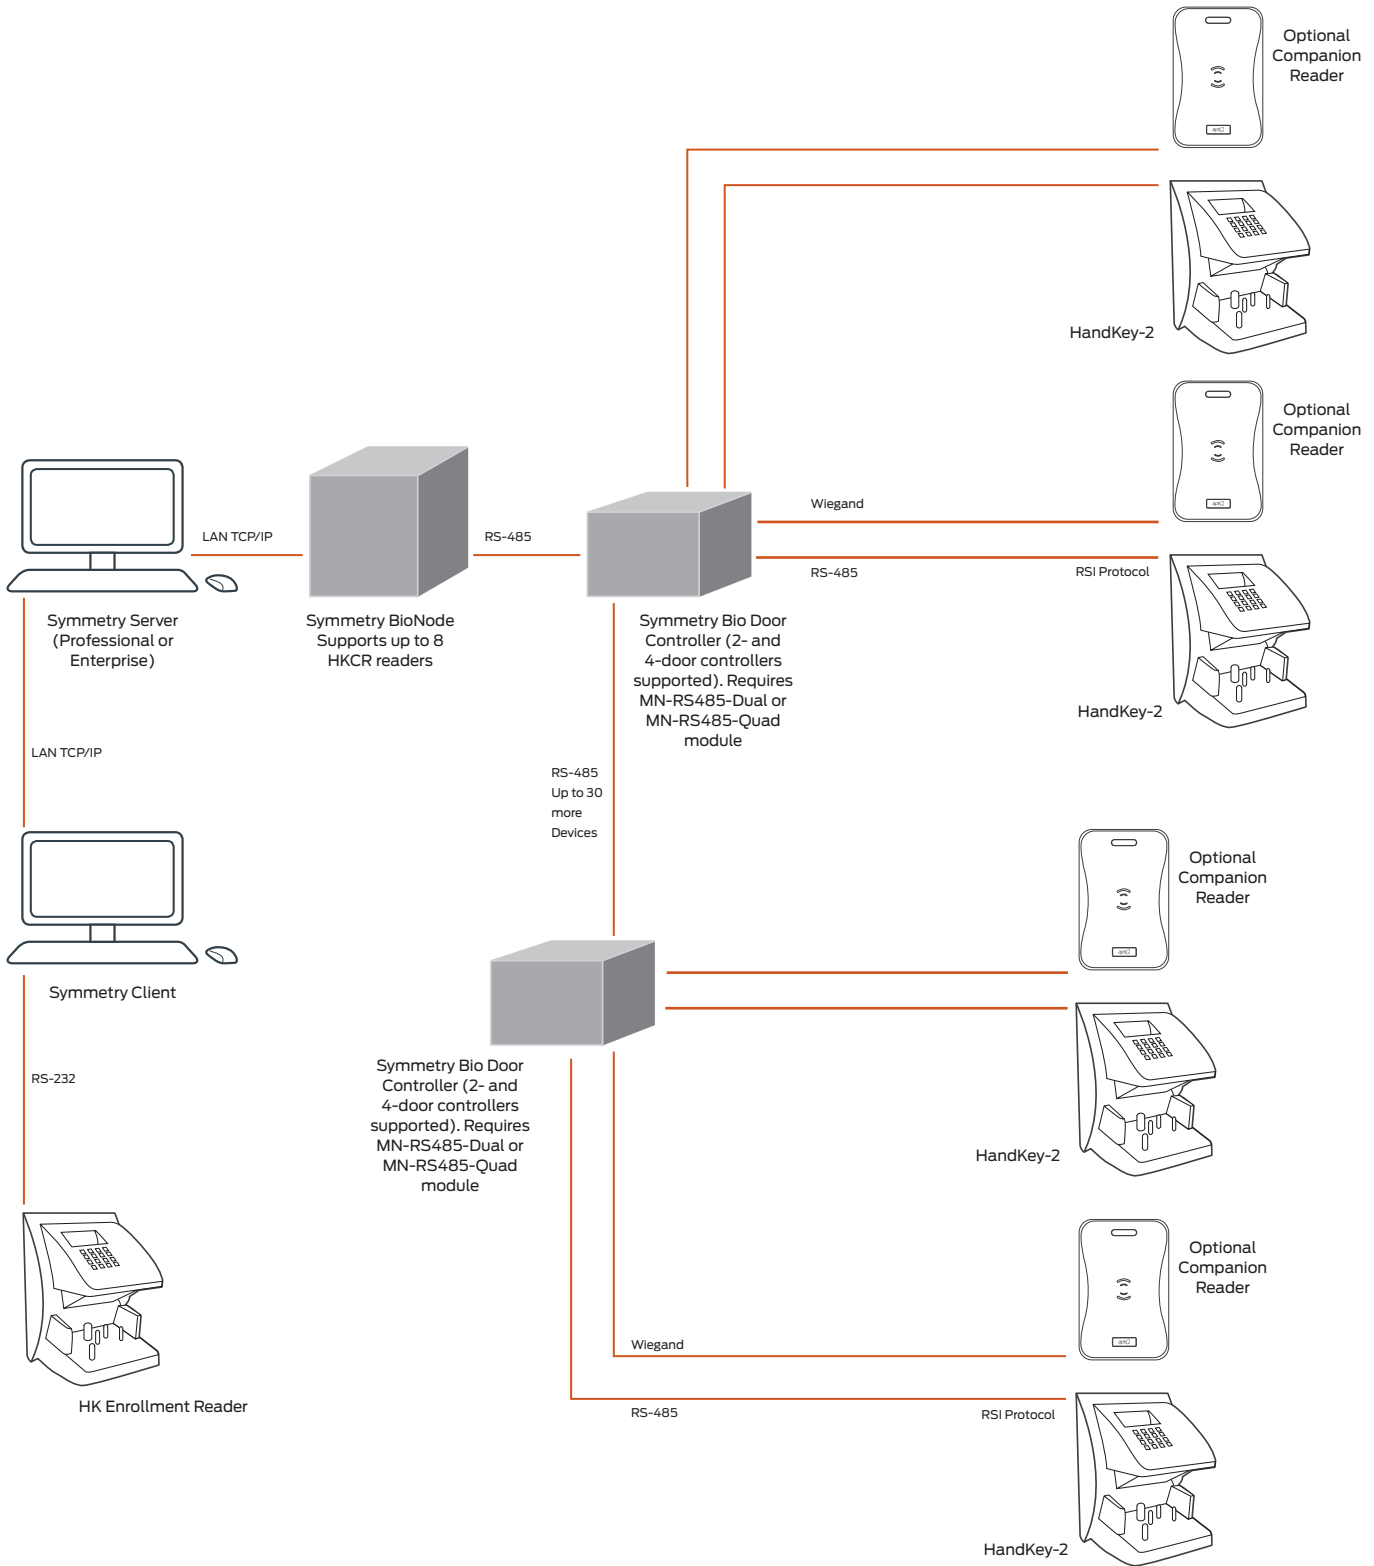 Optional
Companion
Reader
HandKey-2
Optional
Companion
Reader
Wiegand
LAN TCP/IP
RS-485
RS-485
RSI Protocol
Symmetry Server
(Professional or
Enterprise)
Symmetry BioNode
Supports up to 8
HKCR readers
Symmetry Bio Door
Controller (2- and
4-door controllers
supported). Requires
MN-RS485-Dual or
MN-RS485-Quad
module
HandKey-2
LAN TCP/IP
RS-485
Up to 30
more
Devices
Optional
Companion
Reader
Symmetry Client
Symmetry Bio Door
Controller (2- and
4-door controllers
supported). Requires
MN-RS485-Dual or
MN-RS485-Quad
module
RS-232
HandKey-2
Optional
Companion
Reader
Wiegand
HK Enrollment Reader
RS-485
RSI Protocol
HandKey-2